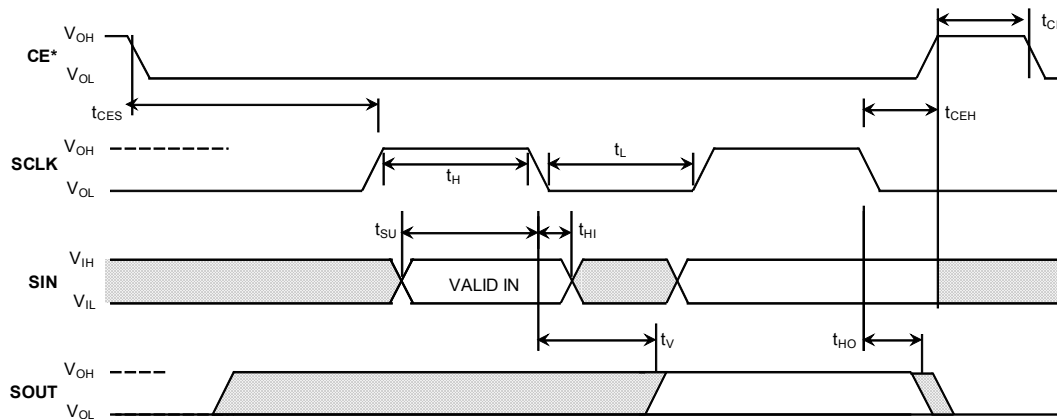 VOH
tCE
CE*
VOL
tCES
tCEH
VOH
SCLK
tH
tL
VOL
tSU
tHI
VIH
SIN
VALID IN
VIL
tV
tHO
VOH
SOUT
VOL